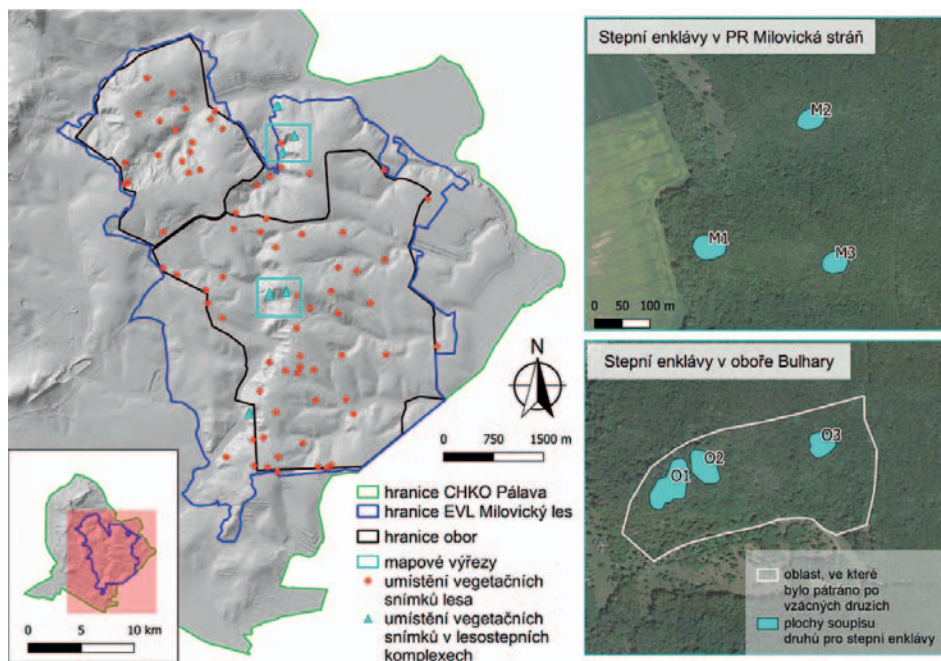 Stepní enklávy v PR Milovická stráň
M2
M1
M3
0 50 100 m
N
0 750 1500 m
hranice CHKO Pálava
hranice EVL Milovický les
hranice obor
mapové výřezy
umístění vegetačních
snímků lesa
umístění vegetačních
snímků v lesostepních
komplexech
0 5 10 km
Stepní enklávy v oboře Bulhary
O3
O2
O1
oblast, ve které
bylo pátráno po
vzácných druzích
plochy soupisu
druhů pro stepní enklávy